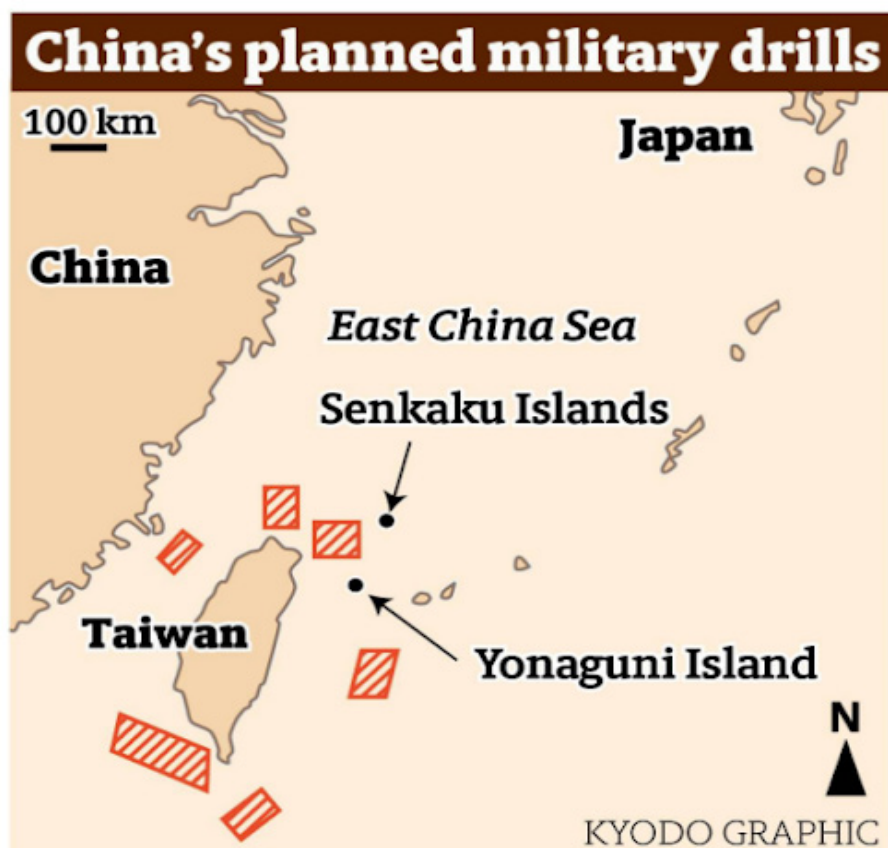 China's planned military drills
100 km
Japan
China
East China Sea
Senkaku Islands
Taiwan
Yonaguni Island
N
KYODO GRAPHIC